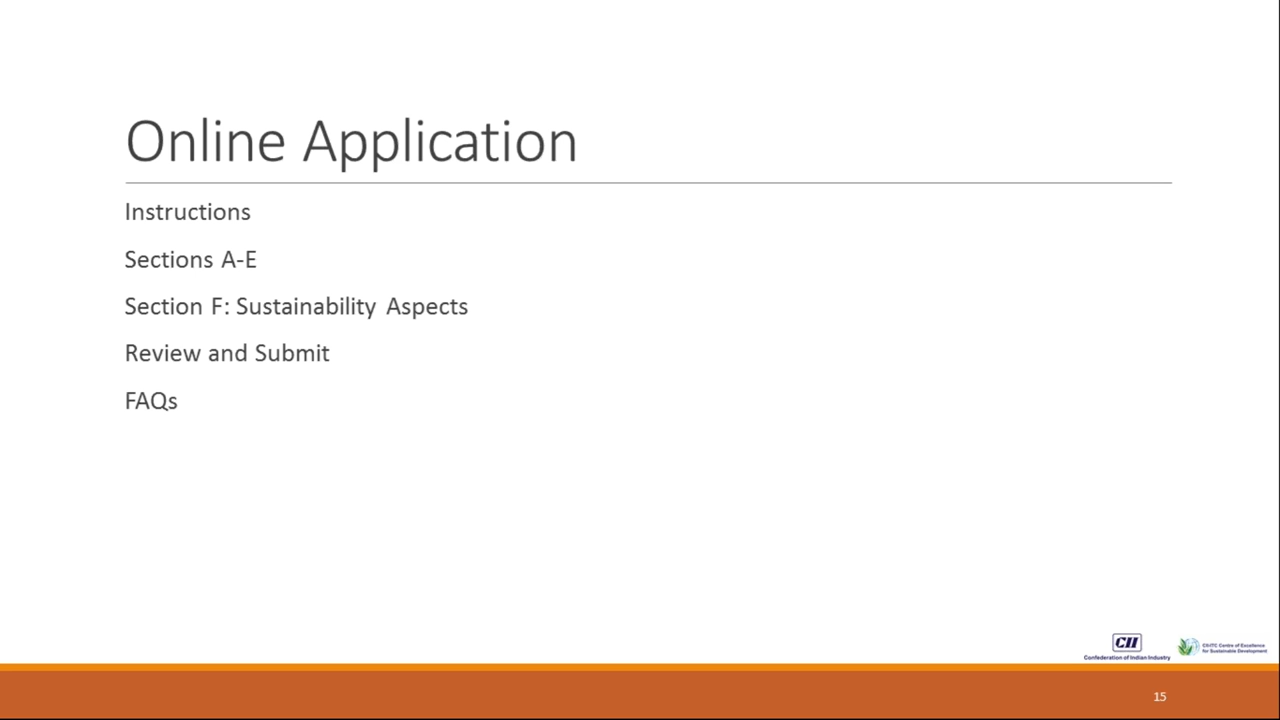 Online Application
Instructions
Sections A-E
Section F: Sustainability Aspects
Review and Submit
FAQs
CII
Confederation of Indian Industry
CII-ITC Centre of Excellence
for Sustainable Development
15